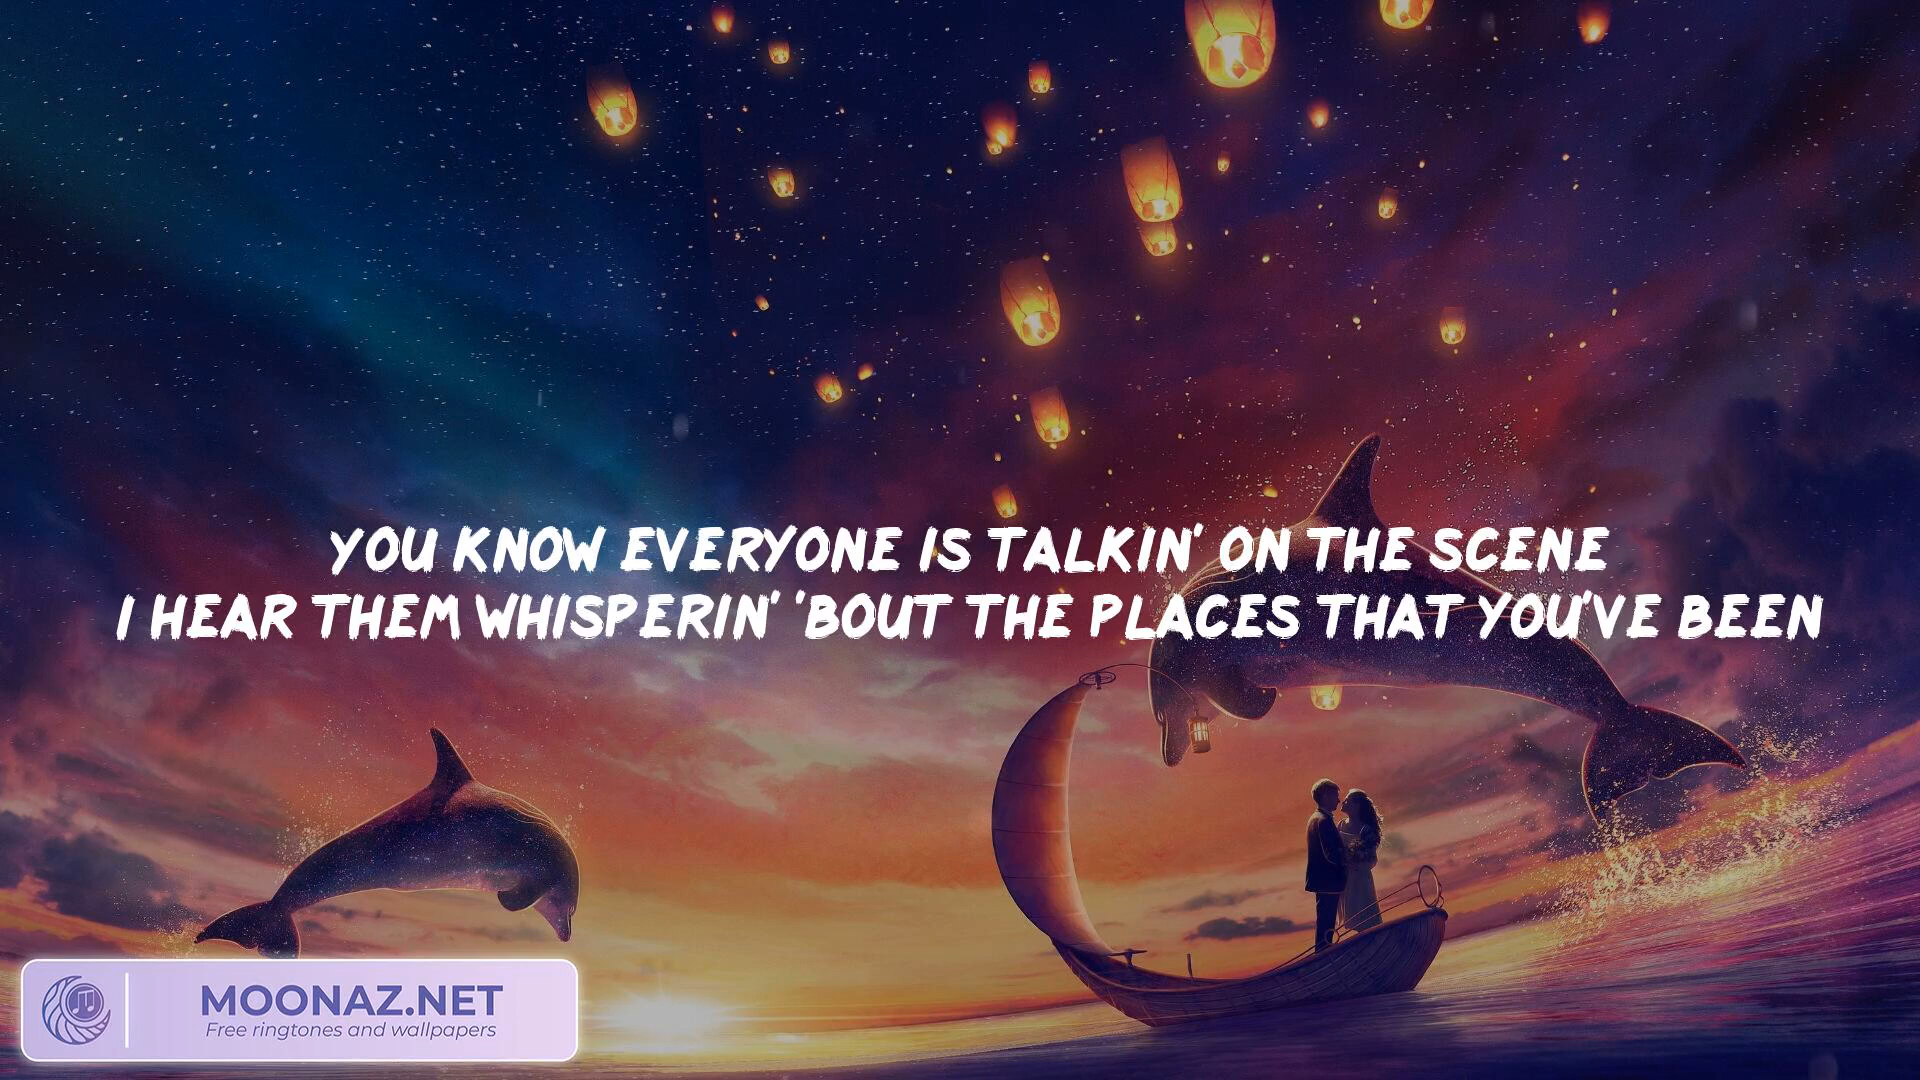 YOU KNOW EVERYONE IS TALKIN' ON THE SCENE
I HEAR THEM WHISPERIN' 'BOUT THE PLACES THAT YOU'VE BEEN
MOONAZ.NET
Free ringtones and wallpapers